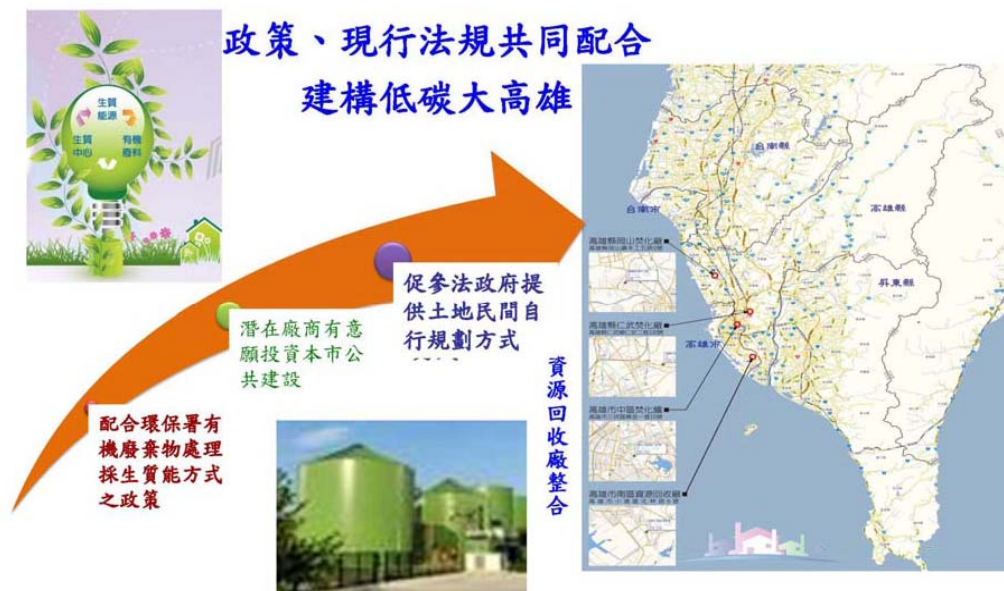 政策、現行法規共同配合
建構低碳大高雄
生質
能源
生質
中心
有機
廢料
促參法政府提
供土地民間自
行規劃方式
潛在廠商有意
願投資本市公
共建設
配合環保署有
機廢棄物處理
採生質能方式
之政策
資源回收廠整合
台南縣
台南市
高雄縣
屏東縣
高雄市
高雄縣岡山焚化廠
高雄縣仁武焚化廠
高雄市中區焚化爐
高雄市南區資源回收廠